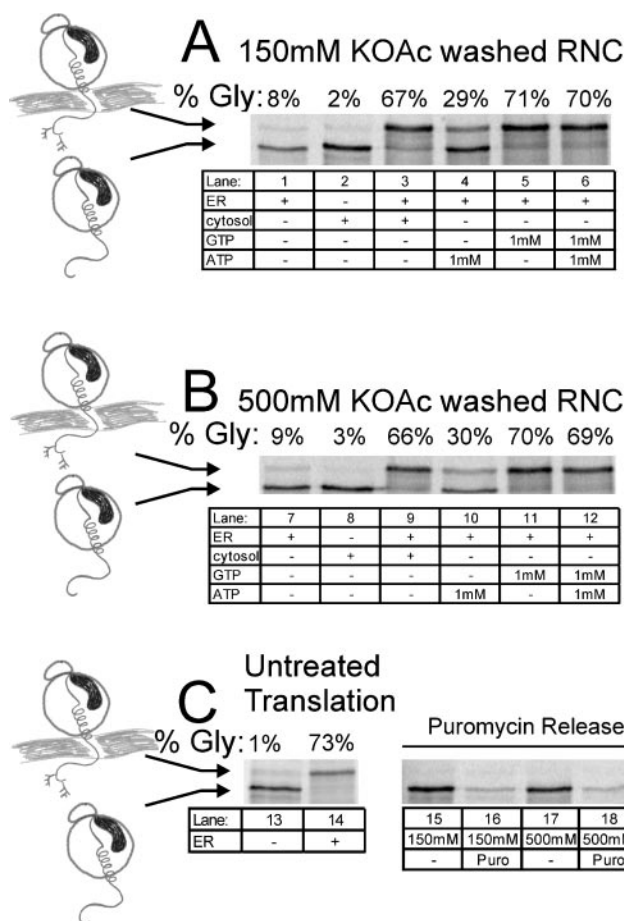 A 150mM KOAc washed RNC
% Gly: 8% 2% 67% 29% 71% 70%
Lane: 1 2 3 4 5 6
ER + - + + + +
cytosol - + + - - -
GTP - - - - 1mM 1mM
ATP - - - 1mM - 1mM
B 500mM KOAc washed RNC
% Gly: 9% 3% 66% 30% 70% 69%
Lane: 7 8 9 10 11 12
ER + - + + + +
cytosol - + + - - -
GTP - - - - 1mM 1mM
ATP - - - 1mM - 1mM
C Untreated
Translation
Puromycin Release
% Gly: 1% 73%
Lane: 13 14
ER - +
15 16 17 18
150mM 150mM 500mM 500mM
- Puro - Puro